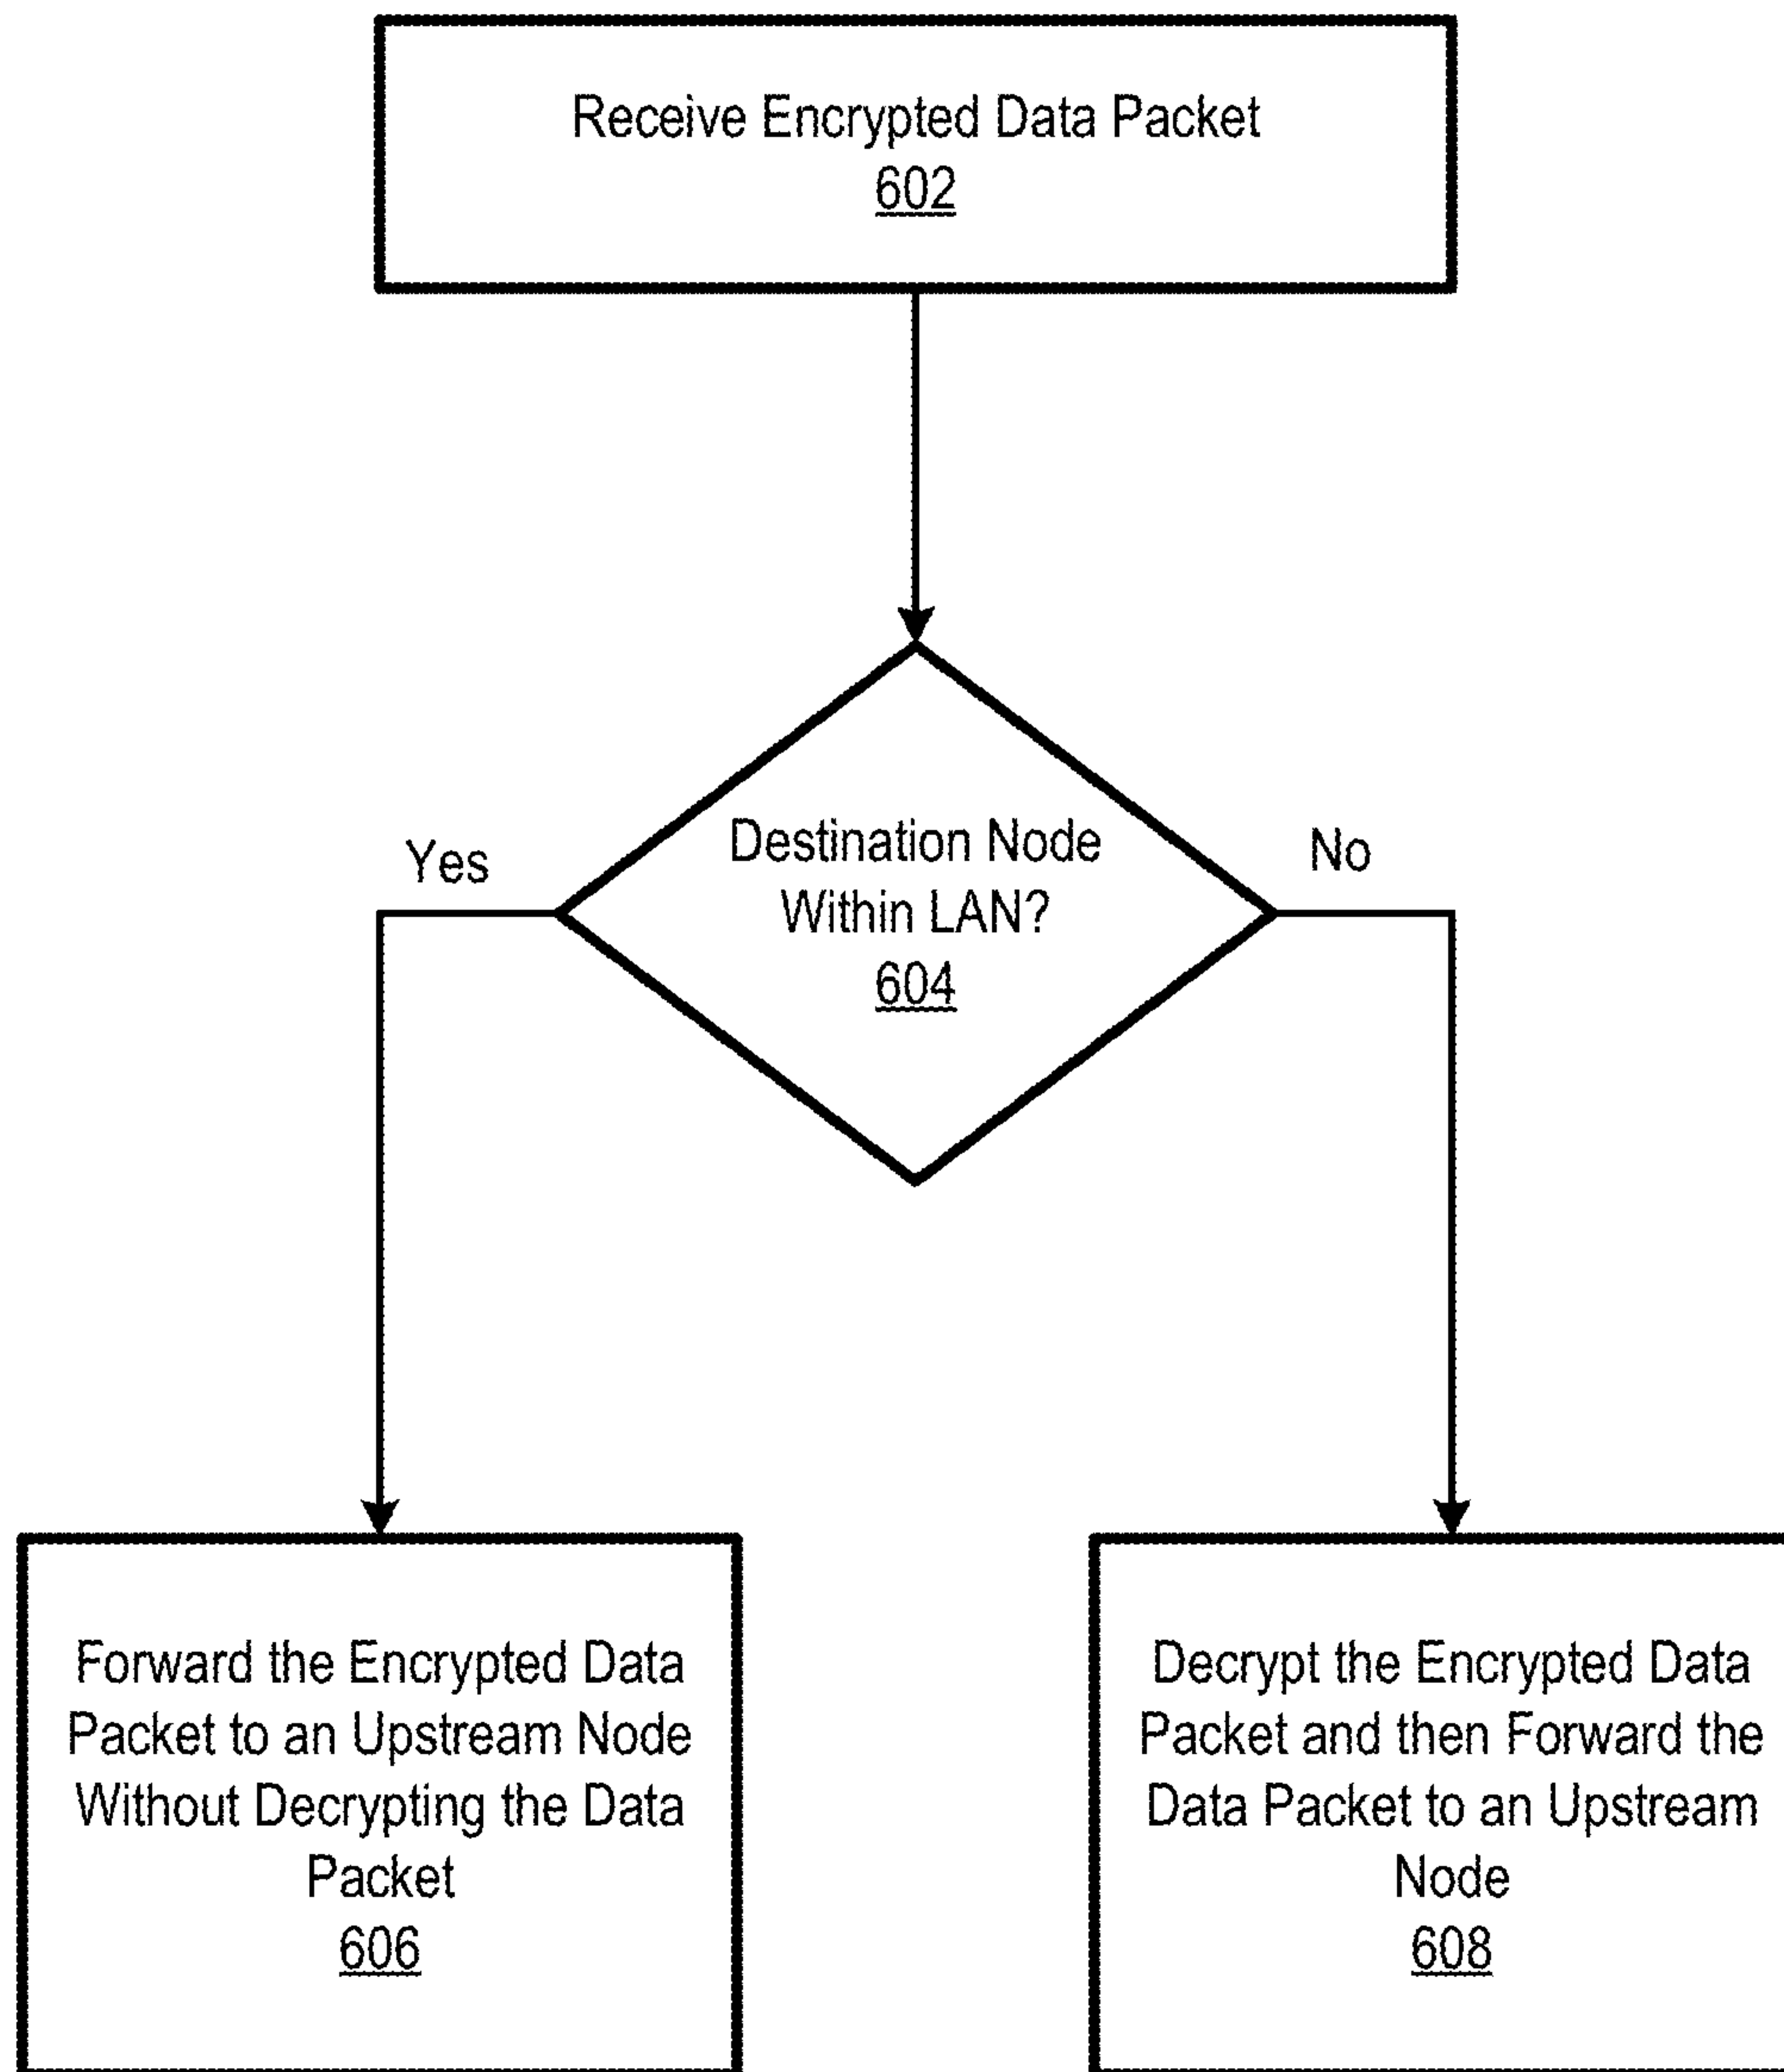 Receive Encrypted Data Packet
602
Destination Node
Within LAN?
604
Yes
No
Forward the Encrypted Data
Packet to an Upstream Node
Without Decrypting the Data
Packet
606
Decrypt the Encrypted Data
Packet and then Forward the
Data Packet to an Upstream
Node
608